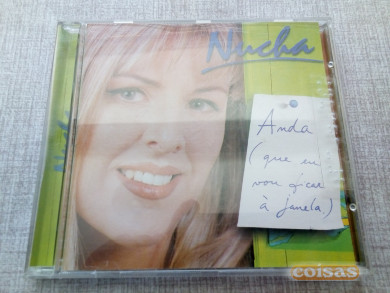 Nucha
Anda
(que eu
vou ficar
à janela)
coisas